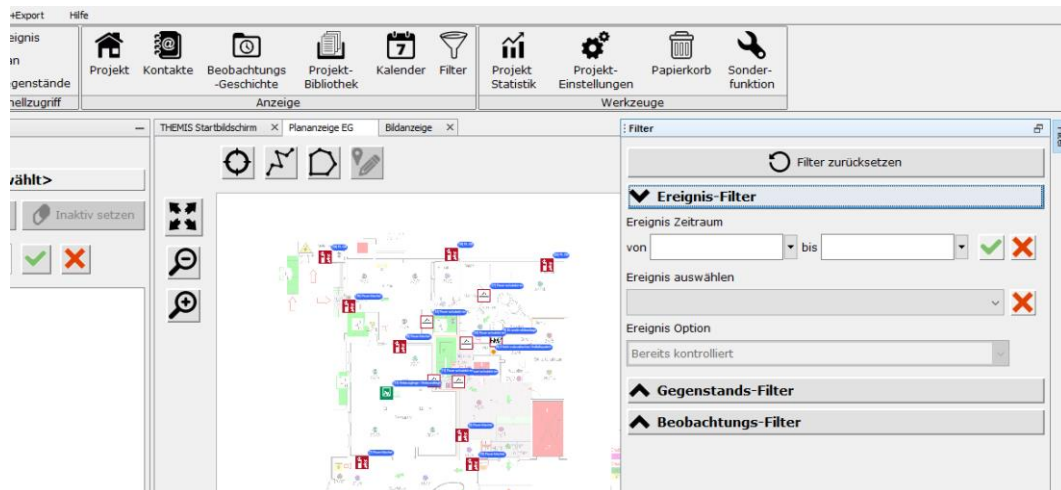 +Export Hilfe
eignis
an
genstände
nellzugriff
Projekt
Kontakte
Beobachtungs
-Geschichte
Projekt-
Bibliothek
Kalender
Filter
Anzeige
Projekt
Statistik
Projekt-
Einstellungen
Papierkorb
Sonder-
funktion
Werkzeuge
THEMIS Startbildschirm
Plananzeige EG
Bildanzeige
wählt>
Inaktiv setzen
Filter
Filter zurücksetzen
Ereignis-Filter
Ereignis Zeitraum
von bis
Ereignis auswählen
Ereignis Option
Bereits kontrolliert
Gegenstands-Filter
Beobachtungs-Filter